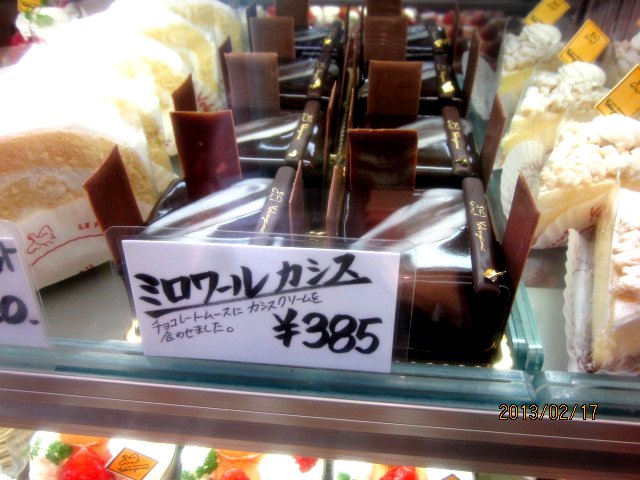 ミロワール カシス
チョコレートムースに カシスクリームを
合わせました。
¥385
2013/02/17